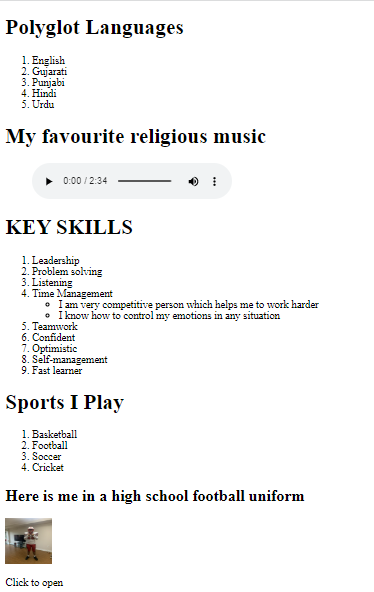 Polyglot Languages
1. English
2. Gujarati
3. Punjabi
4. Hindi
5. Urdu
My favourite religious music
0:00 / 2:34
KEY SKILLS
1. Leadership
2. Problem solving
3. Listening
4. Time Management
I am very competitive person which helps me to work harder
I know how to control my emotions in any situation
5. Teamwork
6. Confident
7. Optimistic
8. Self-management
9. Fast learner
Sports I Play
1. Basketball
2. Football
3. Soccer
4. Cricket
Here is me in a high school football uniform
Click to open